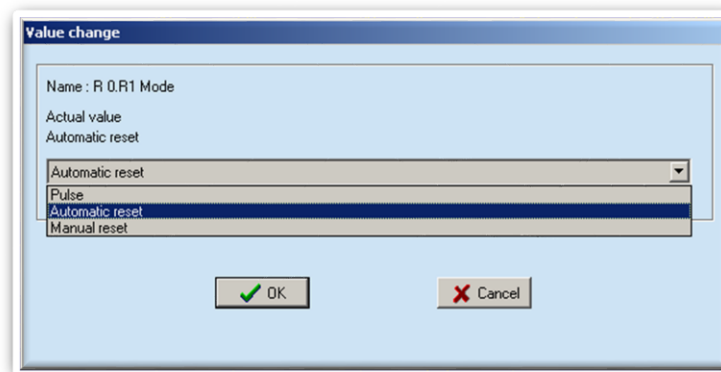 Value change
Name : R 0.R1 Mode
Actual value
Automatic reset
Automatic reset
Pulse
Automatic reset
Manual reset
OK
Cancel